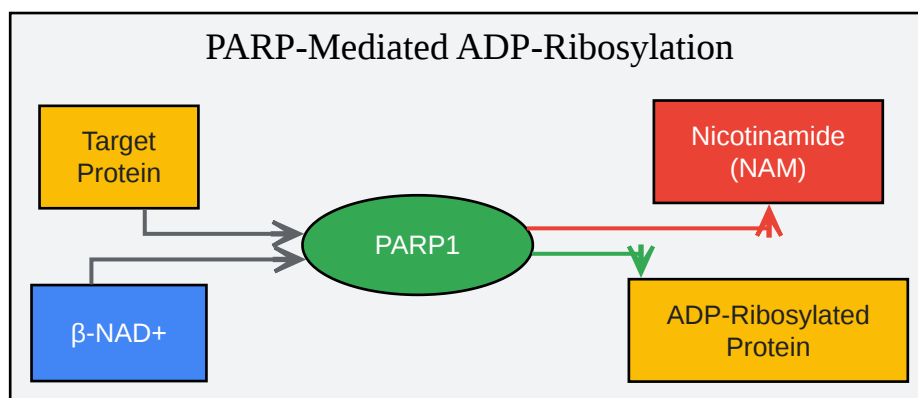 PARP-Mediated ADP-Ribosylation
Target
Protein
β-NAD+
PARP1
Nicotinamide
(NAM)
ADP-Ribosylated
Protein